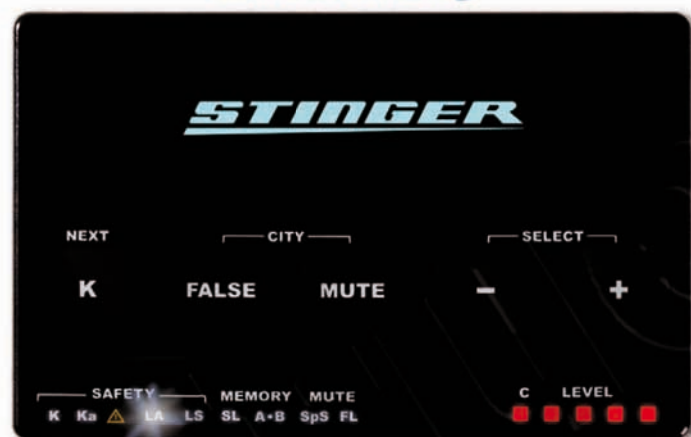 STINGER
NEXT CITY SELECT
K FALSE MUTE - +
SAFETY MEMORY MUTE C LEVEL
K Ka ⚠ LA LS SL A•B SpS FL